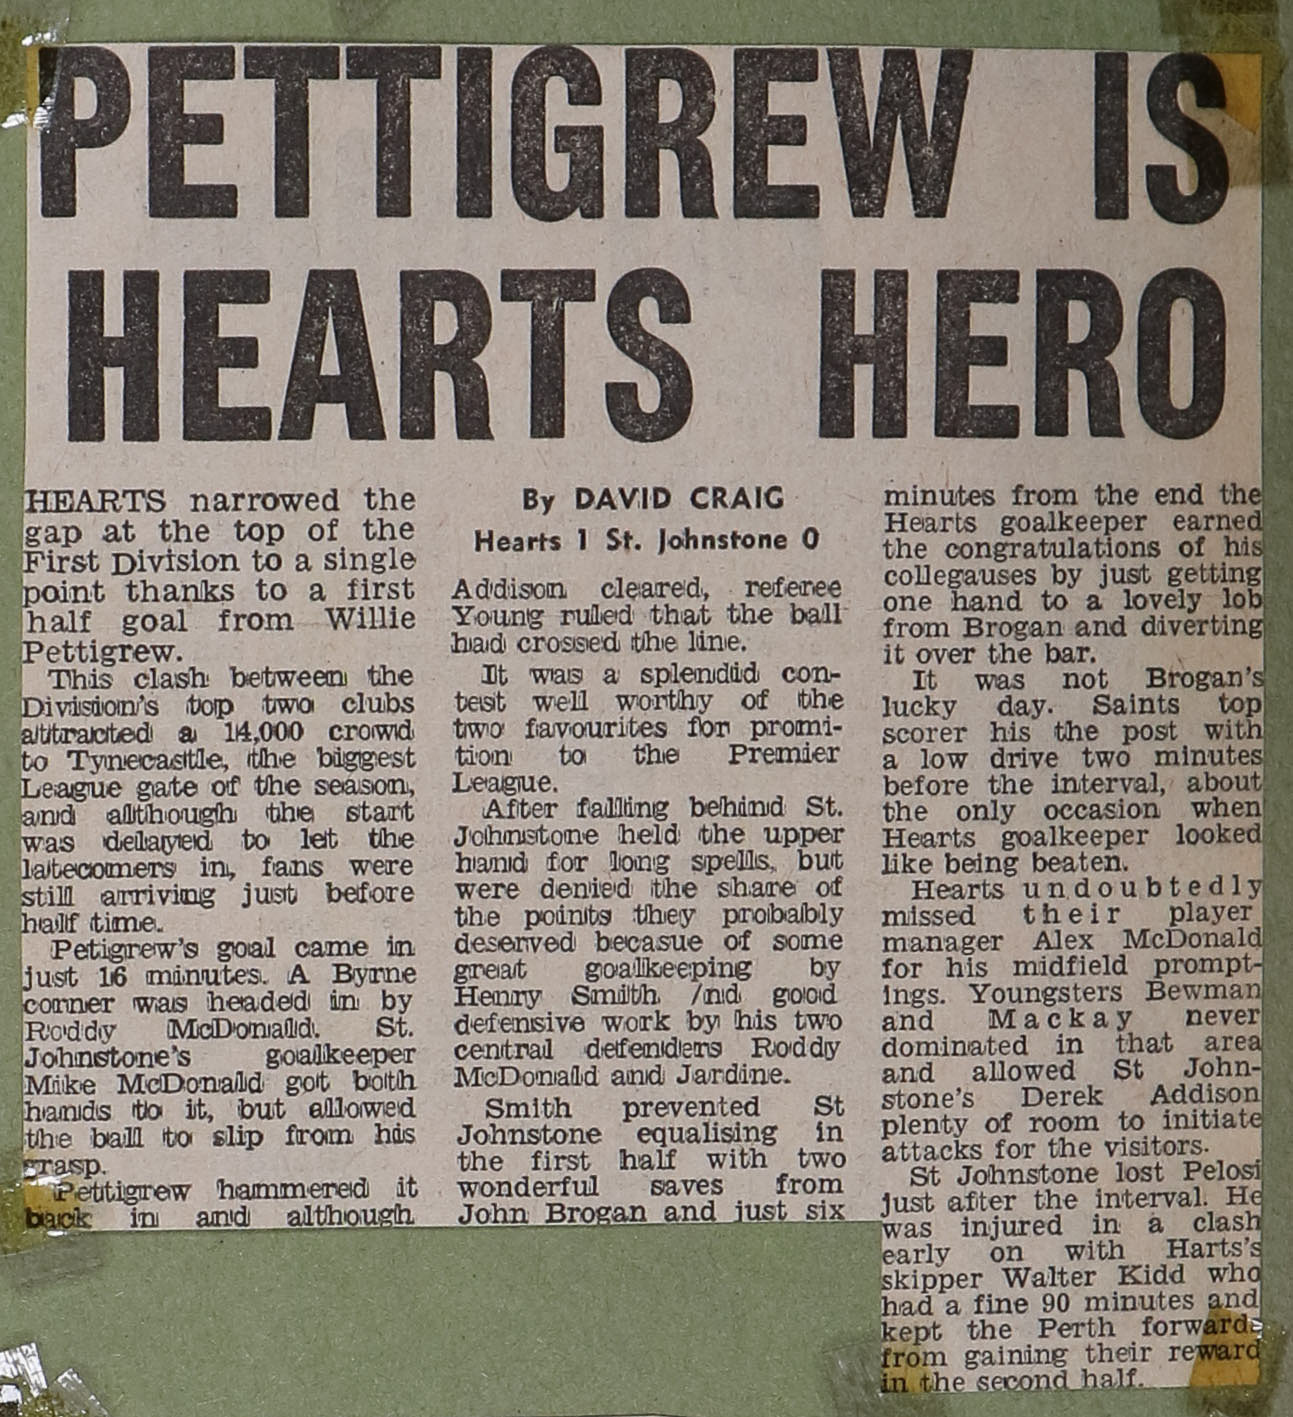 PETTIGREW IS
HEARTS HERO
HEARTS narrowed the
gap at the top of the
First Division to a single
point thanks to a first
half goal from Willie
Pettigrew.
This clash between the
Division's top two clubs
attracted a 14,000 crowd
to Tynecastle, the biggest
League gate of the season,
and although the start
was delayed to let the
latecomers in, fans were
still arriving just before
half time.
Petigrew's goal came in
just 16 minutes. A Byrne
corner was headed in by
Roddy McDonald. St.
Johnstone's goalkeeper
Mike McDonald got both
hands to it, but allowed
the ball to slip from his
grasp.
Pettigrew hammered it
back in and although
By DAVID CRAIG
Hearts 1 St. Johnstone 0
Addison cleared, referee
Young ruled that the ball
had crossed the line.
It was a splendid con-
test well worthy of the
two favourites for promi-
tion to the Premier
League.
After falling behind St.
Johnstone held the upper
hand for long spells, but
were denied the share of
the points they probably
deserved becasue of some
great goalkeeping by
Henry Smith /nd good
defensive work by his two
central defenders Roddy
McDonald and Jardine.
Smith prevented St
Johnstone equalising in
the first half with two
wonderful saves from
John Brogan and just six
minutes from the end the
Hearts goalkeeper earned
the congratulations of his
collegauses by just getting
one hand to a lovely lob
from Brogan and diverting
it over the bar.
It was not Brogan's
lucky day. Saints top
scorer his the post with
a low drive two minutes
before the interval, about
the only occasion when
Hearts goalkeeper looked
like being beaten.
Hearts undoubtedly
missed their player
manager Alex McDonald
for his midfield prompt-
ings. Youngsters Bewman
and Mackay never
dominated in that area
and allowed St John-
stone's Derek Addison
plenty of room to initiate
attacks for the visitors.
St Johnstone lost Pelosi
just after the interval. He
was injured in a clash
early on with Harts's
skipper Walter Kidd who
had a fine 90 minutes and
kept the Perth forwards
from gaining their reward
in the second half.